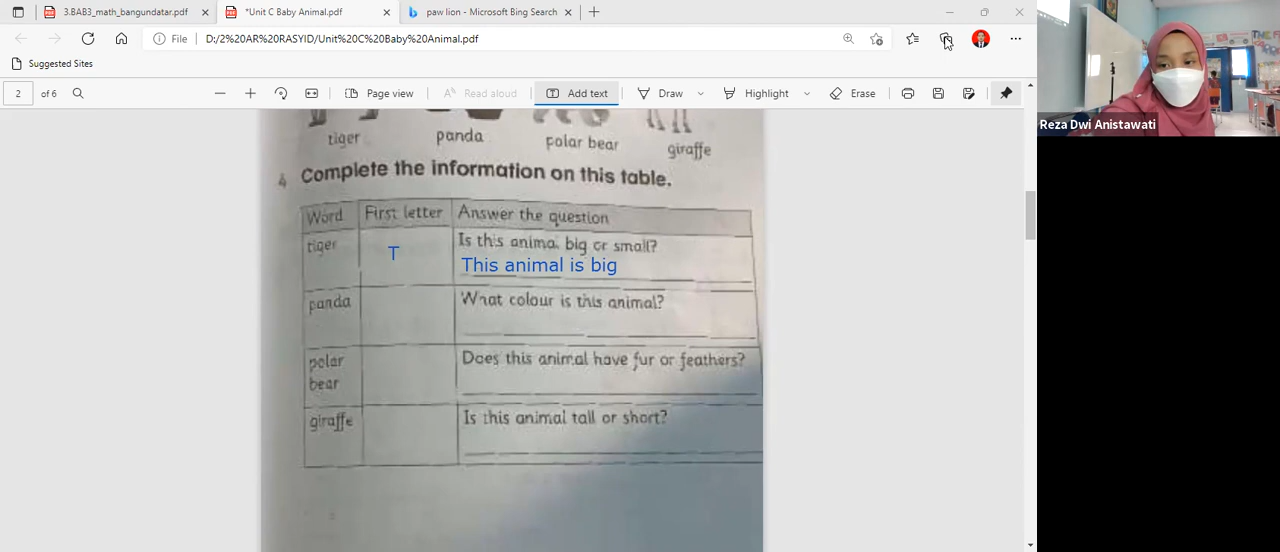 3.BAB3_math_bangundatar.pdf
*Unit C Baby Animal.pdf
paw lion - Microsoft Bing Search
File
D:/2%20AR%20RASYID/Unit%20C%20Baby%20Animal.pdf
Suggested Sites
2 of 6
Page view
Read aloud
Add text
Draw
Highlight
Erase
Reza Dwi Anistawati
tiger
panda
polar bear
giraffe
4 Complete the information on this table.
Word First letter Answer the question
tiger T Is this animal big or small?
This animal is big
panda What colour is this animal?
polar bear Does this animal have fur or feathers?
giraffe Is this animal tall or short?